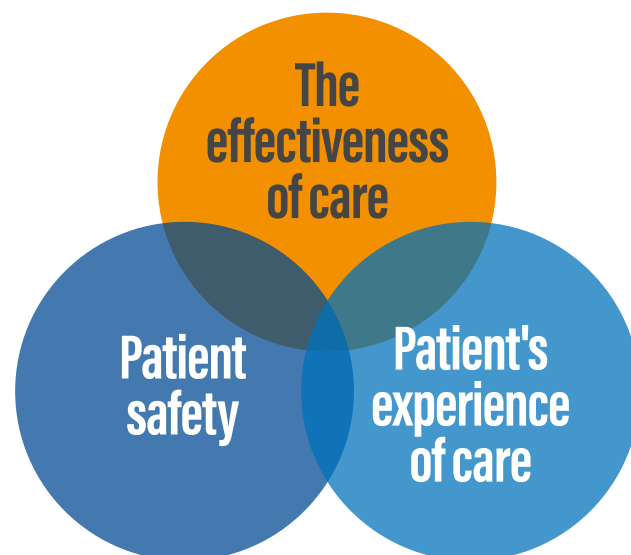 The
effectiveness
of care
Patient
safety
Patient's
experience
of care